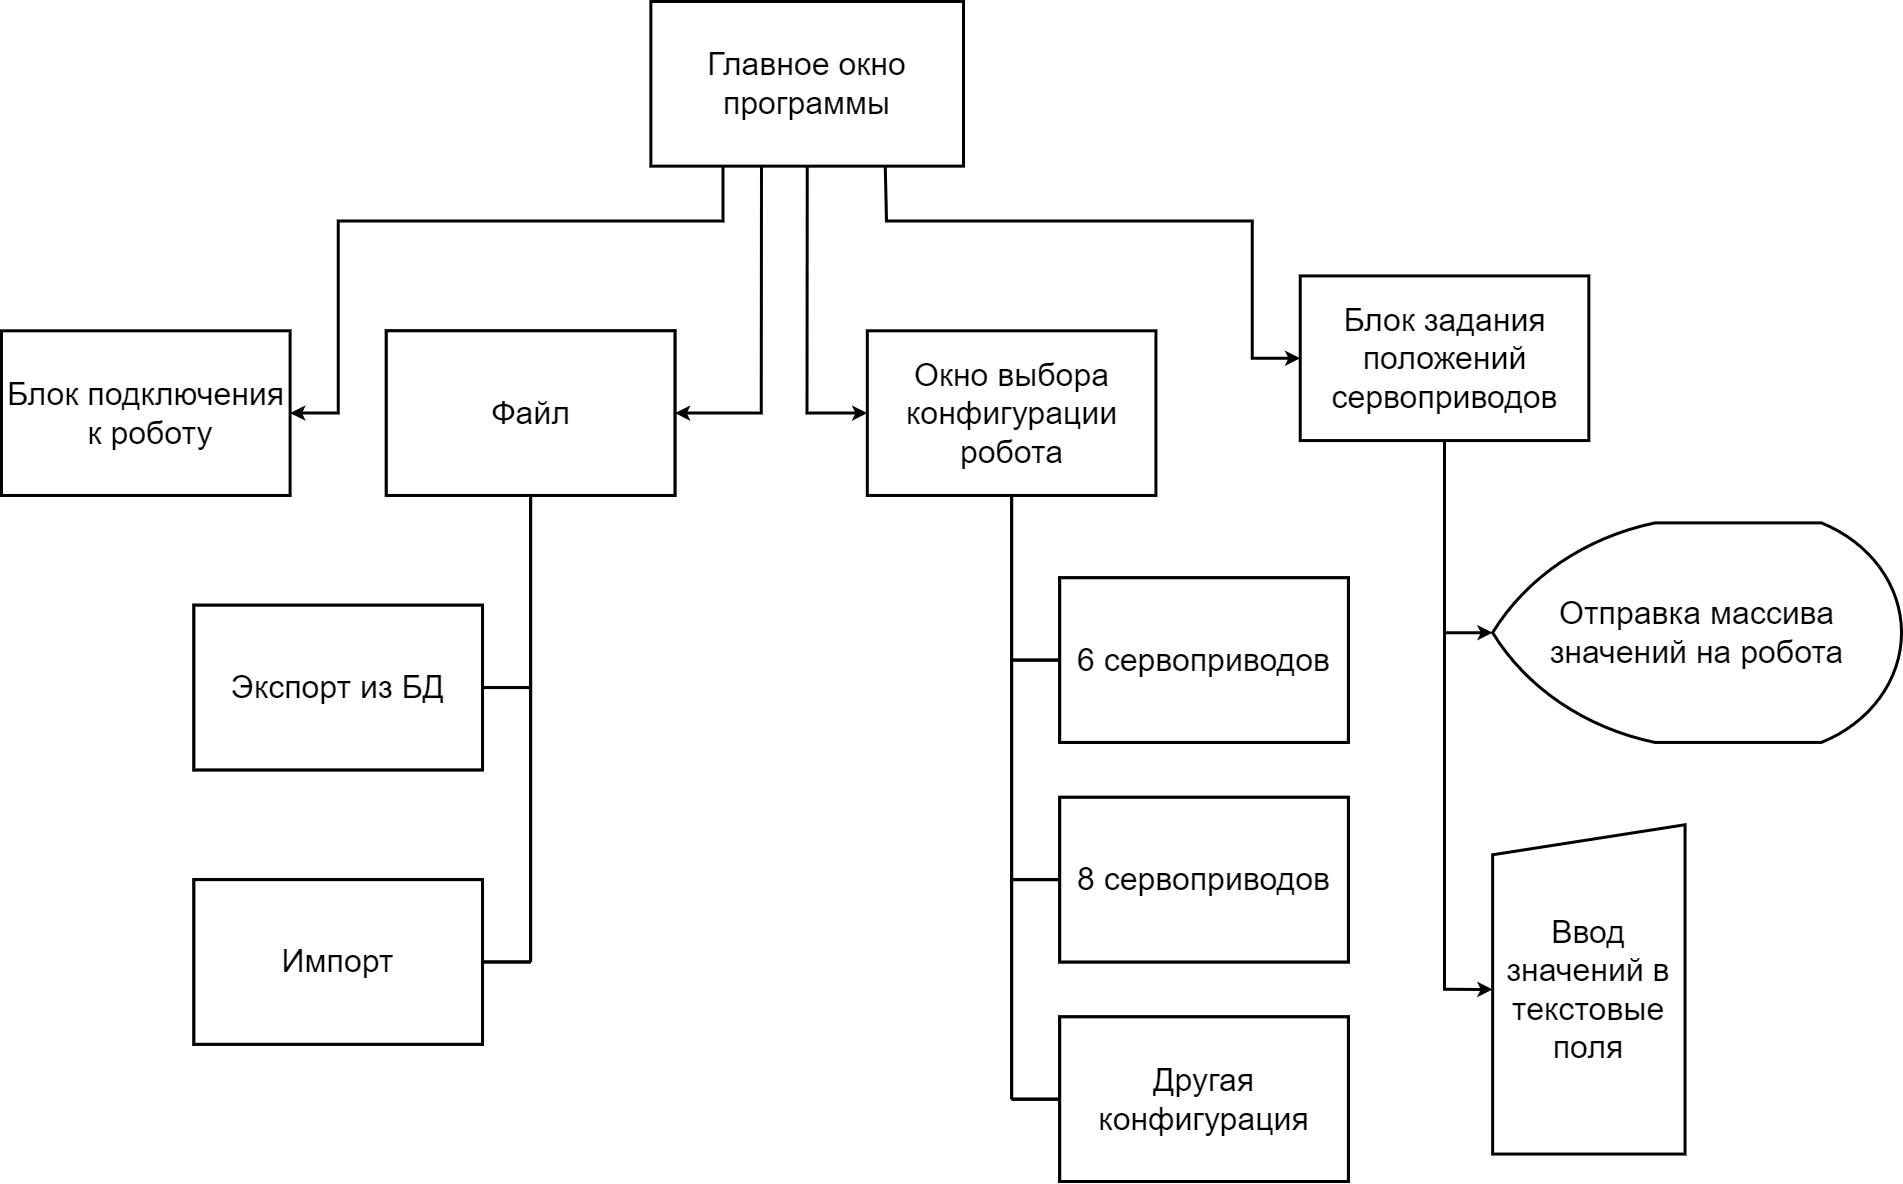 Главное окно
программы
Блок подключения
к роботу
Файл
Окно выбора
конфигурации
робота
Блок задания
положений
сервоприводов
Экспорт из БД
Импорт
6 сервоприводов
8 сервоприводов
Другая
конфигурация
Отправка массива
значений на робота
Ввод
значений в
текстовые
поля